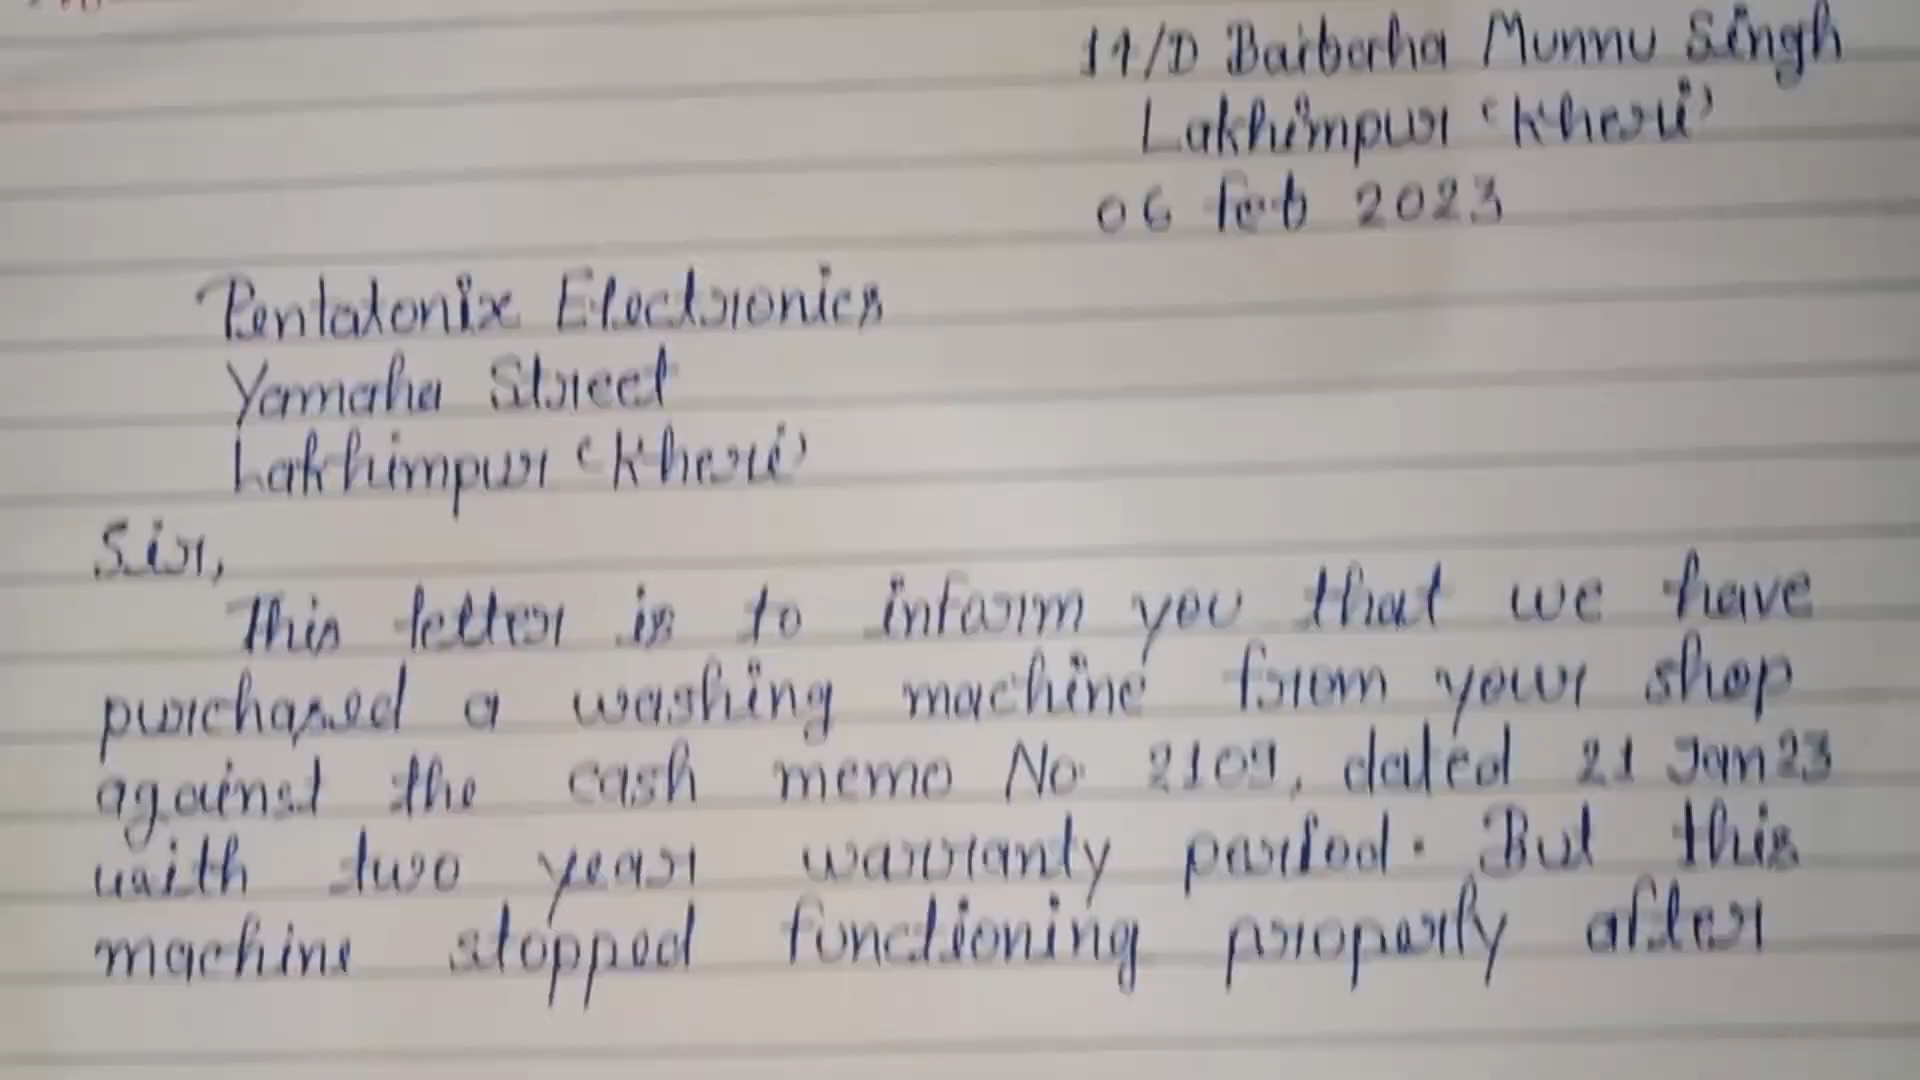 11/D Barbarha Munnu Singh
Lakhimpur 'Kheri'
06 Feb 2023
Pentatonix Electronics
Yamaha Street
Lakhimpur 'Kheri'
Sir,
This letter is to inform you that we have
purchased a washing machine from your shop
against the cash memo No 2109, dated 21 Jan 23
with two year warranty period. But this
machine stopped functioning properly after